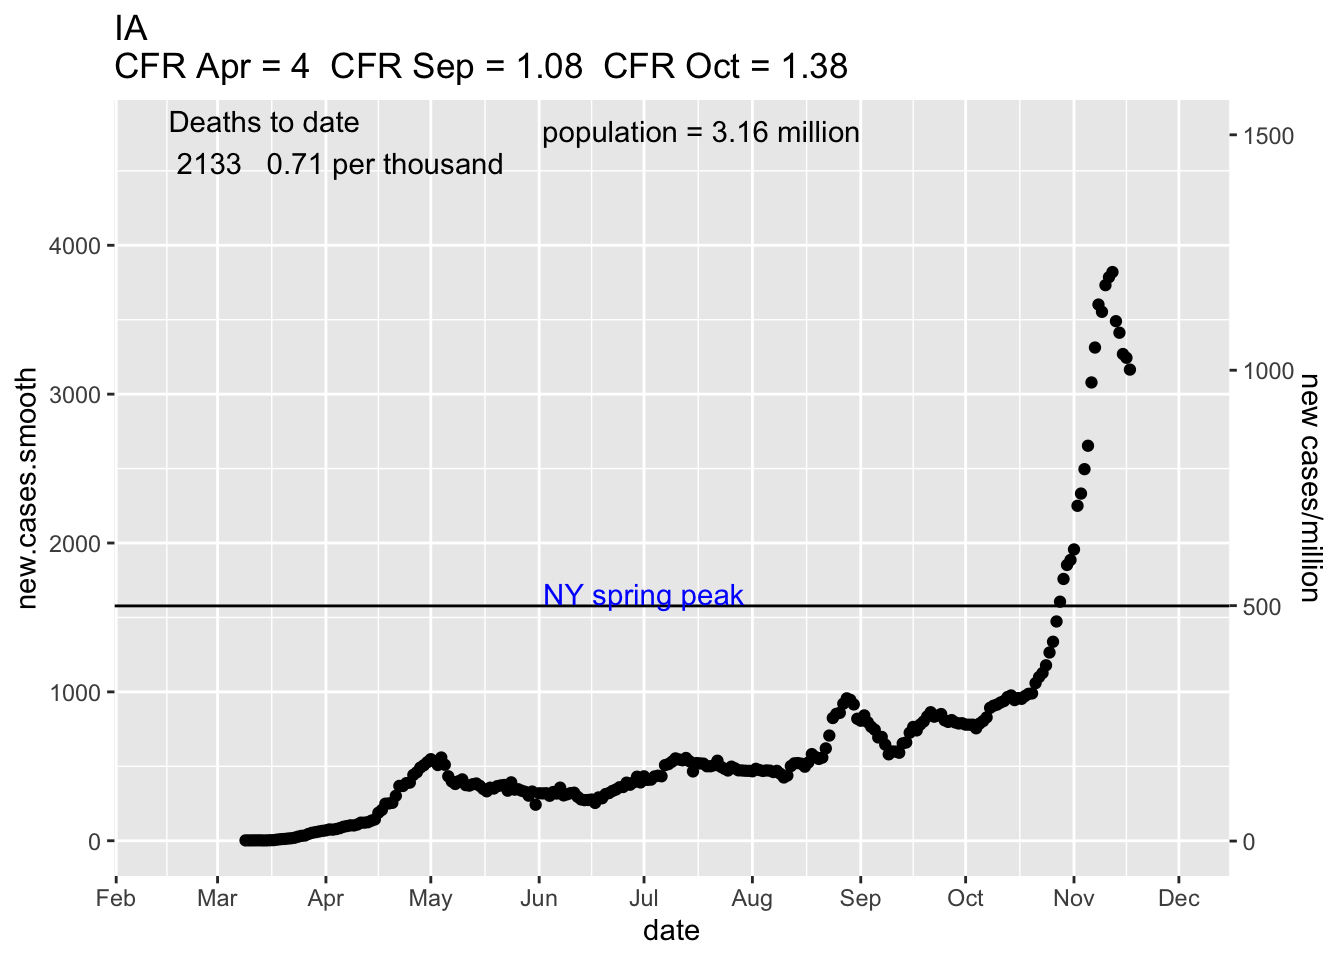 IA
CFR Apr = 4  CFR Sep = 1.08  CFR Oct = 1.38
Deaths to date
2133   0.71 per thousand
population = 3.16 million
NY spring peak
new.cases.smooth
4000
3000
2000
1000
0
1500
1000
500
0
new cases/million
Feb Mar Apr May Jun Jul Aug Sep Oct Nov Dec
date